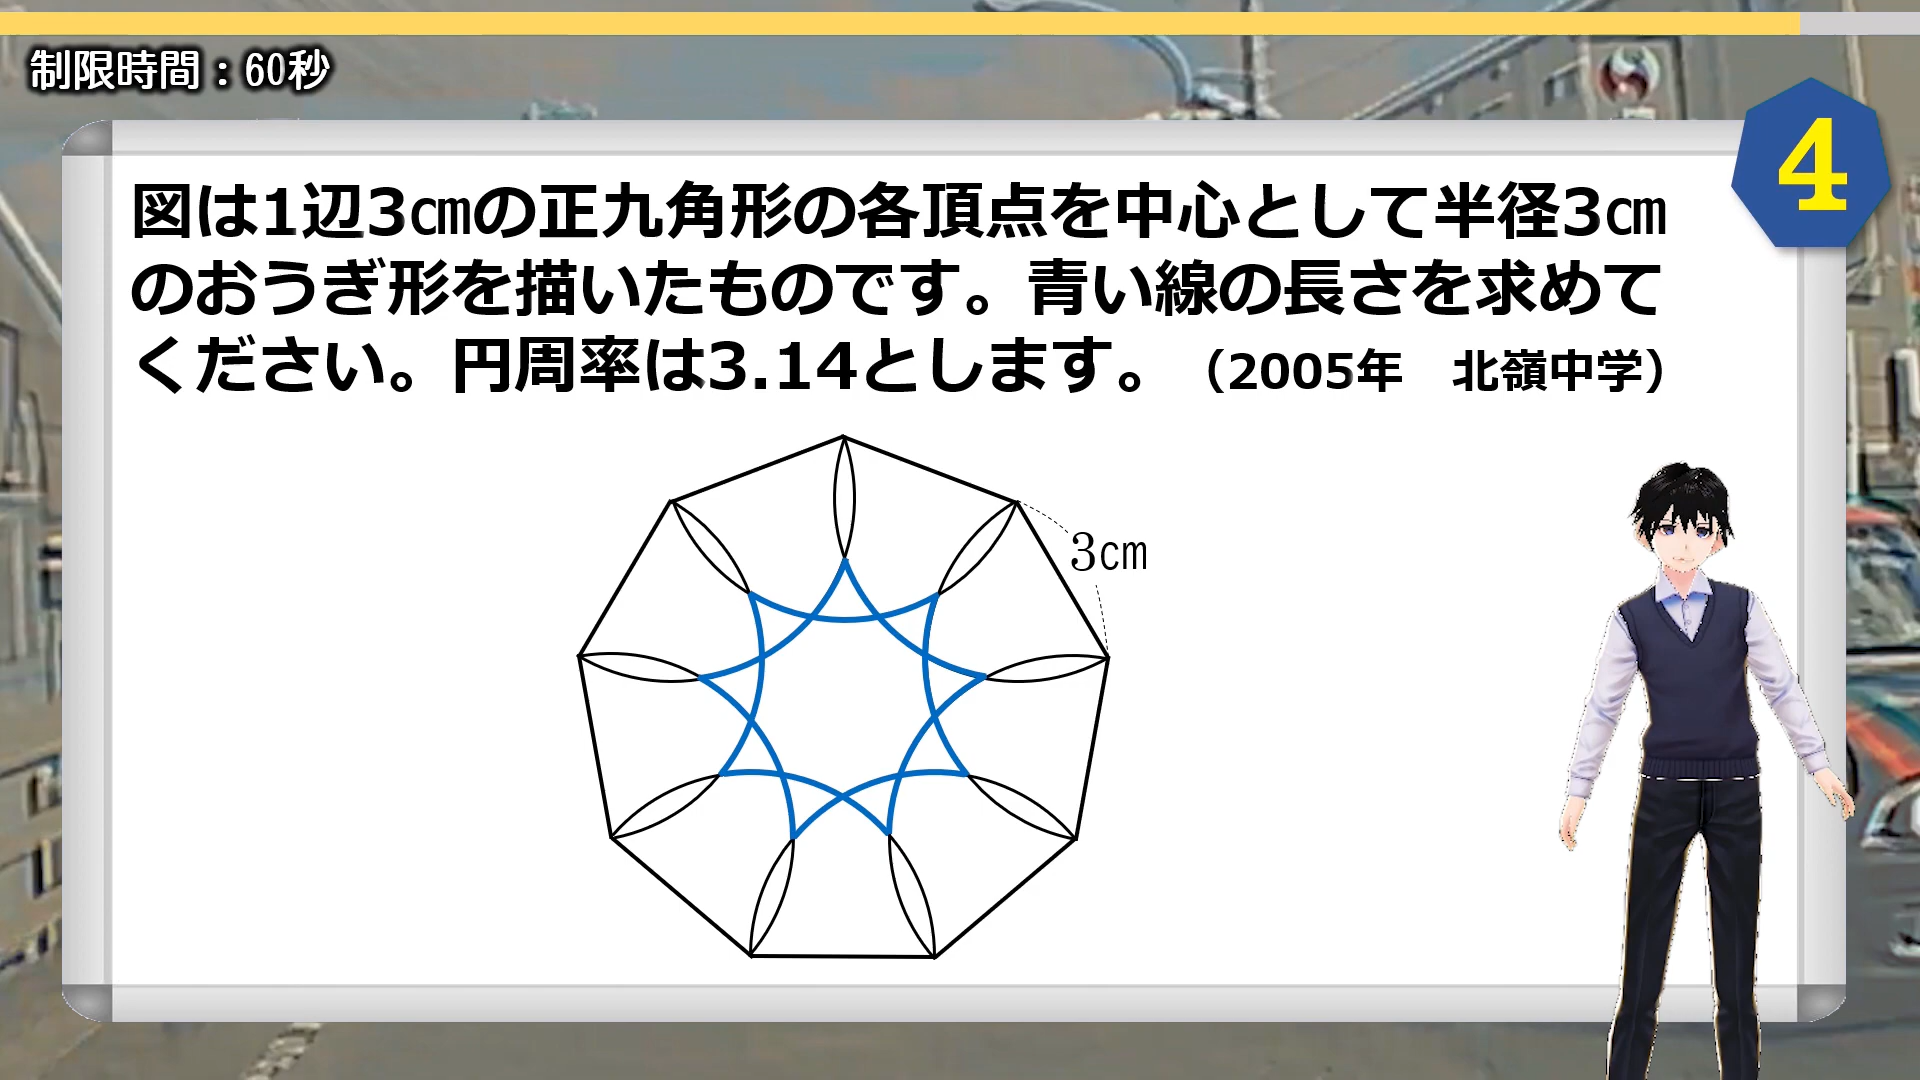 制限時間：60秒
4
図は1辺3㎝の正九角形の各頂点を中心として半径3㎝
のおうぎ形を描いたものです。青い線の長さを求めて
ください。円周率は3.14とします。（2005年　北嶺中学）
3㎝